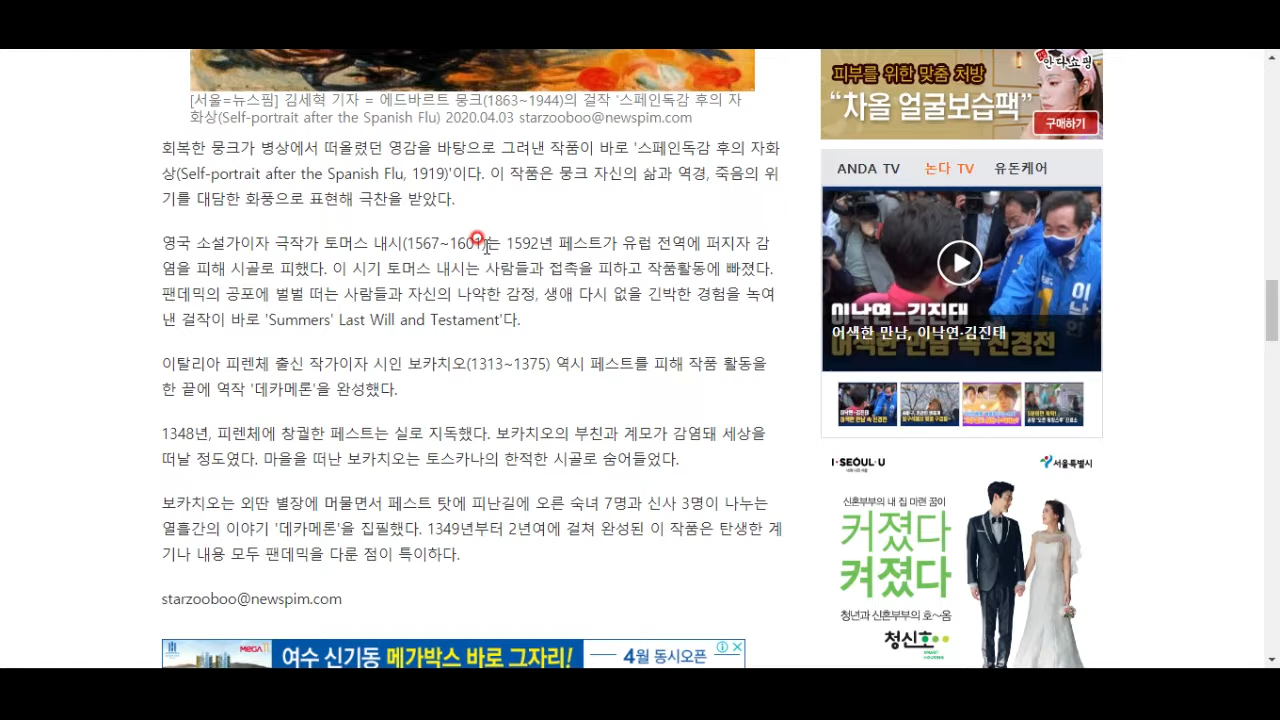 [서울=뉴스핌] 김세혁 기자 = 에드바르트 뭉크(1863~1944)의 걸작 '스페인독감 후의 자
화상(Self-portrait after the Spanish Flu) 2020.04.03 starzooboo@newspim.com
회복한 뭉크가 병상에서 떠올렸던 영감을 바탕으로 그려낸 작품이 바로 '스페인독감 후의 자화
상(Self-portrait after the Spanish Flu, 1919)'이다. 이 작품은 뭉크 자신의 삶과 역경, 죽음의 위
기를 대담한 화풍으로 표현해 극찬을 받았다.
영국 소설가이자 극작가 토머스 내시(1567~1601)는 1592년 페스트가 유럽 전역에 퍼지자 감
염을 피해 시골로 피했다. 이 시기 토머스 내시는 사람들과 접촉을 피하고 작품활동에 빠졌다.
팬데믹의 공포에 벌벌 떠는 사람들과 자신의 나약한 감정, 생애 다시 없을 긴박한 경험을 녹여
낸 걸작이 바로 'Summers' Last Will and Testament'다.
이탈리아 피렌체 출신 작가이자 시인 보카치오(1313~1375) 역시 페스트를 피해 작품 활동을
한 끝에 역작 '데카메론'을 완성했다.
1348년, 피렌체에 창궐한 페스트는 실로 지독했다. 보카치오의 부친과 계모가 감염돼 세상을
떠날 정도였다. 마을을 떠난 보카치오는 토스카나의 한적한 시골로 숨어들었다.
보카치오는 외딴 별장에 머물면서 페스트 탓에 피난길에 오른 숙녀 7명과 신사 3명이 나누는
열흘간의 이야기 '데카메론'을 집필했다. 1349년부터 2년여에 걸쳐 완성된 이 작품은 탄생한 계
기나 내용 모두 팬데믹을 다룬 점이 특이하다.
starzooboo@newspim.com
MEGA
여수 신기동 메가박스 바로 그자리!
4월 동시오픈
안다쇼핑
피부를 위한 맞춤 처방
"차올 얼굴보습팩"
구매하기
ANDA TV 논다 TV 유돈케어
이낙연-김진태
어색한 만남 속 신경전
어색한 만남, 이낙연·김진태
I·SEOUL·U
서울특별시
신혼부부의 내 집 마련 꿈이
커졌다
켜졌다
청년과 신혼부부의 호~옴
청신호